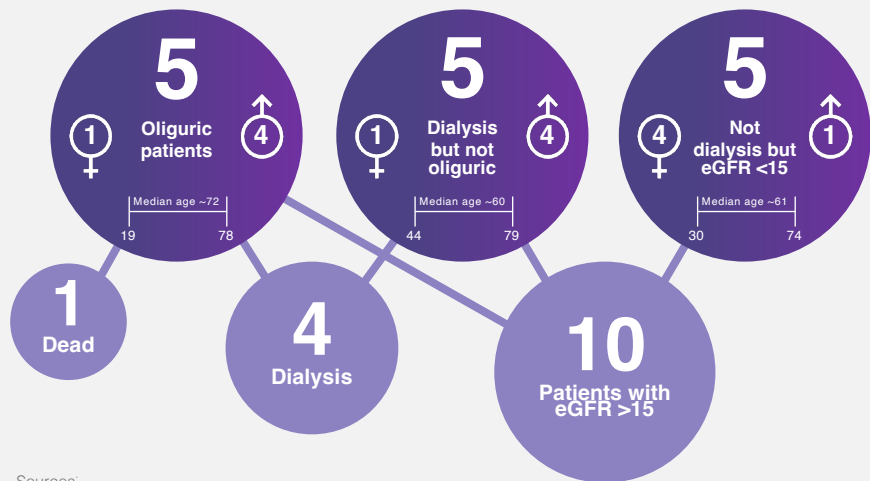 5
Oliguric
patients
1
4
Median age ~72
19
78
5
Dialysis
but not
oliguric
1
4
Median age ~60
44
79
5
Not
dialysis but
eGFR <15
4
1
Median age ~61
30
74
1
Dead
4
Dialysis
10
Patients with
eGFR >15
Sources: